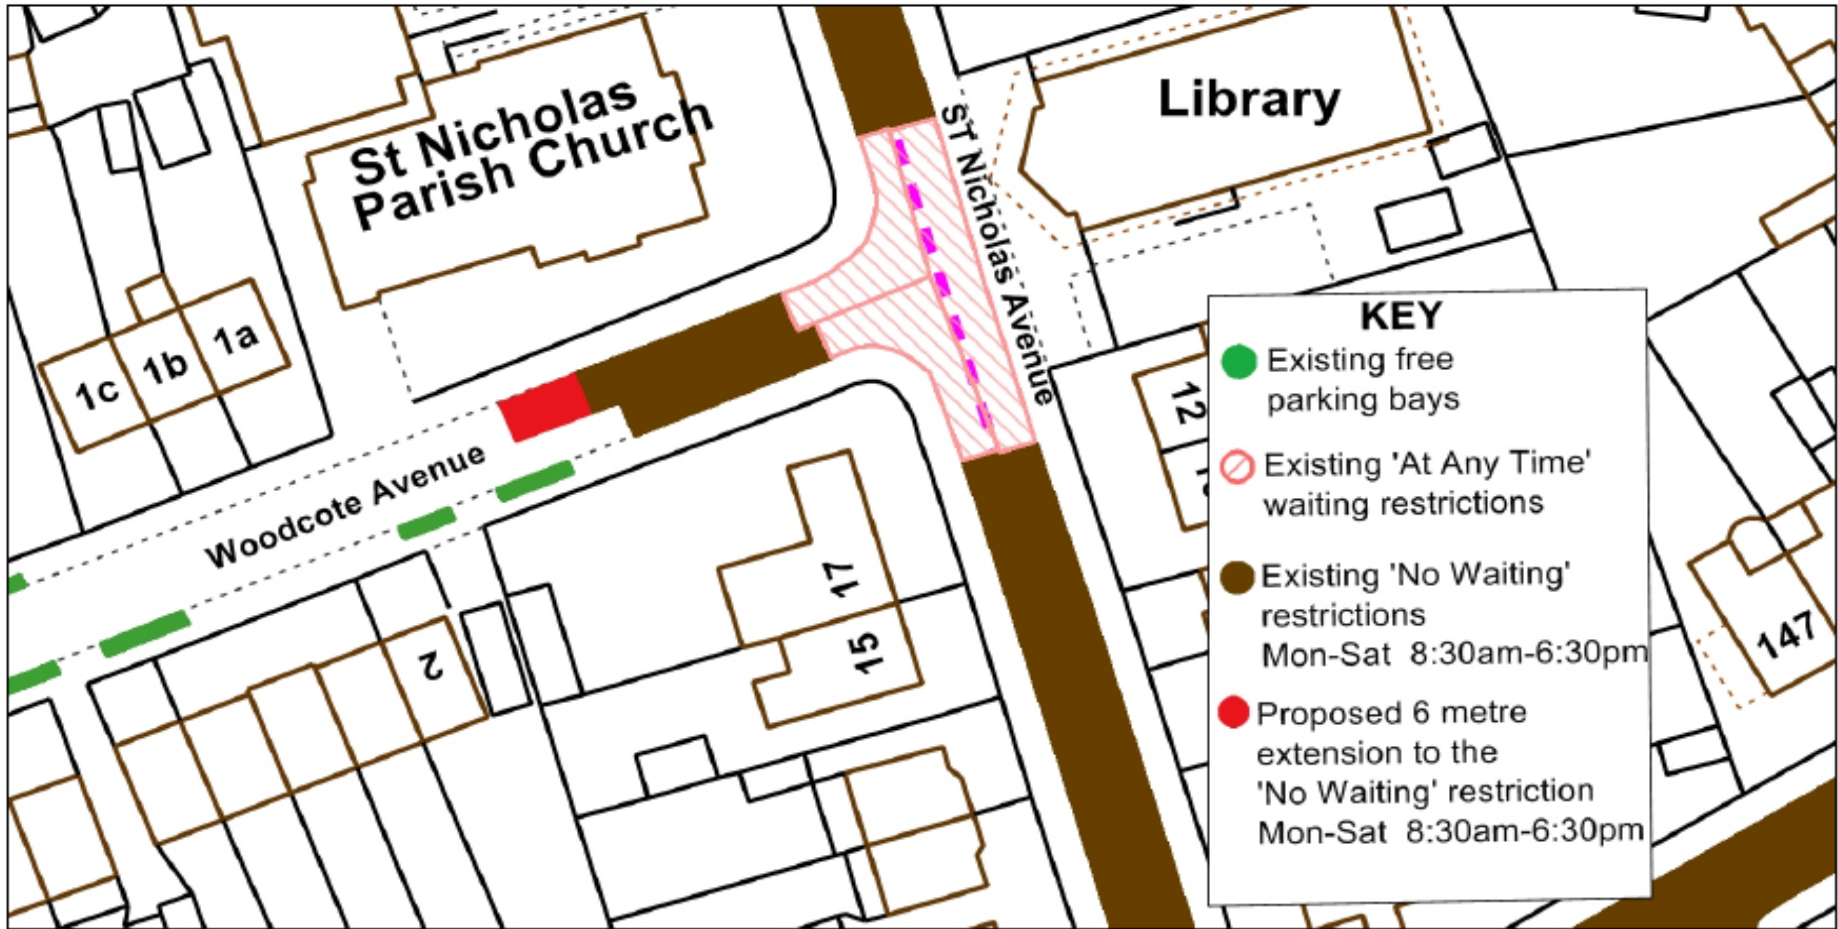 St Nicholas
Parish Church
Library
ST Nicholas Avenue
1c
1b
1a
Woodcote Avenue
2
17
15
12
147
KEY
Existing free
parking bays
Existing 'At Any Time'
waiting restrictions
Existing 'No Waiting'
restrictions
Mon-Sat 8:30am-6:30pm
Proposed 6 metre
extension to the
'No Waiting' restriction
Mon-Sat 8:30am-6:30pm